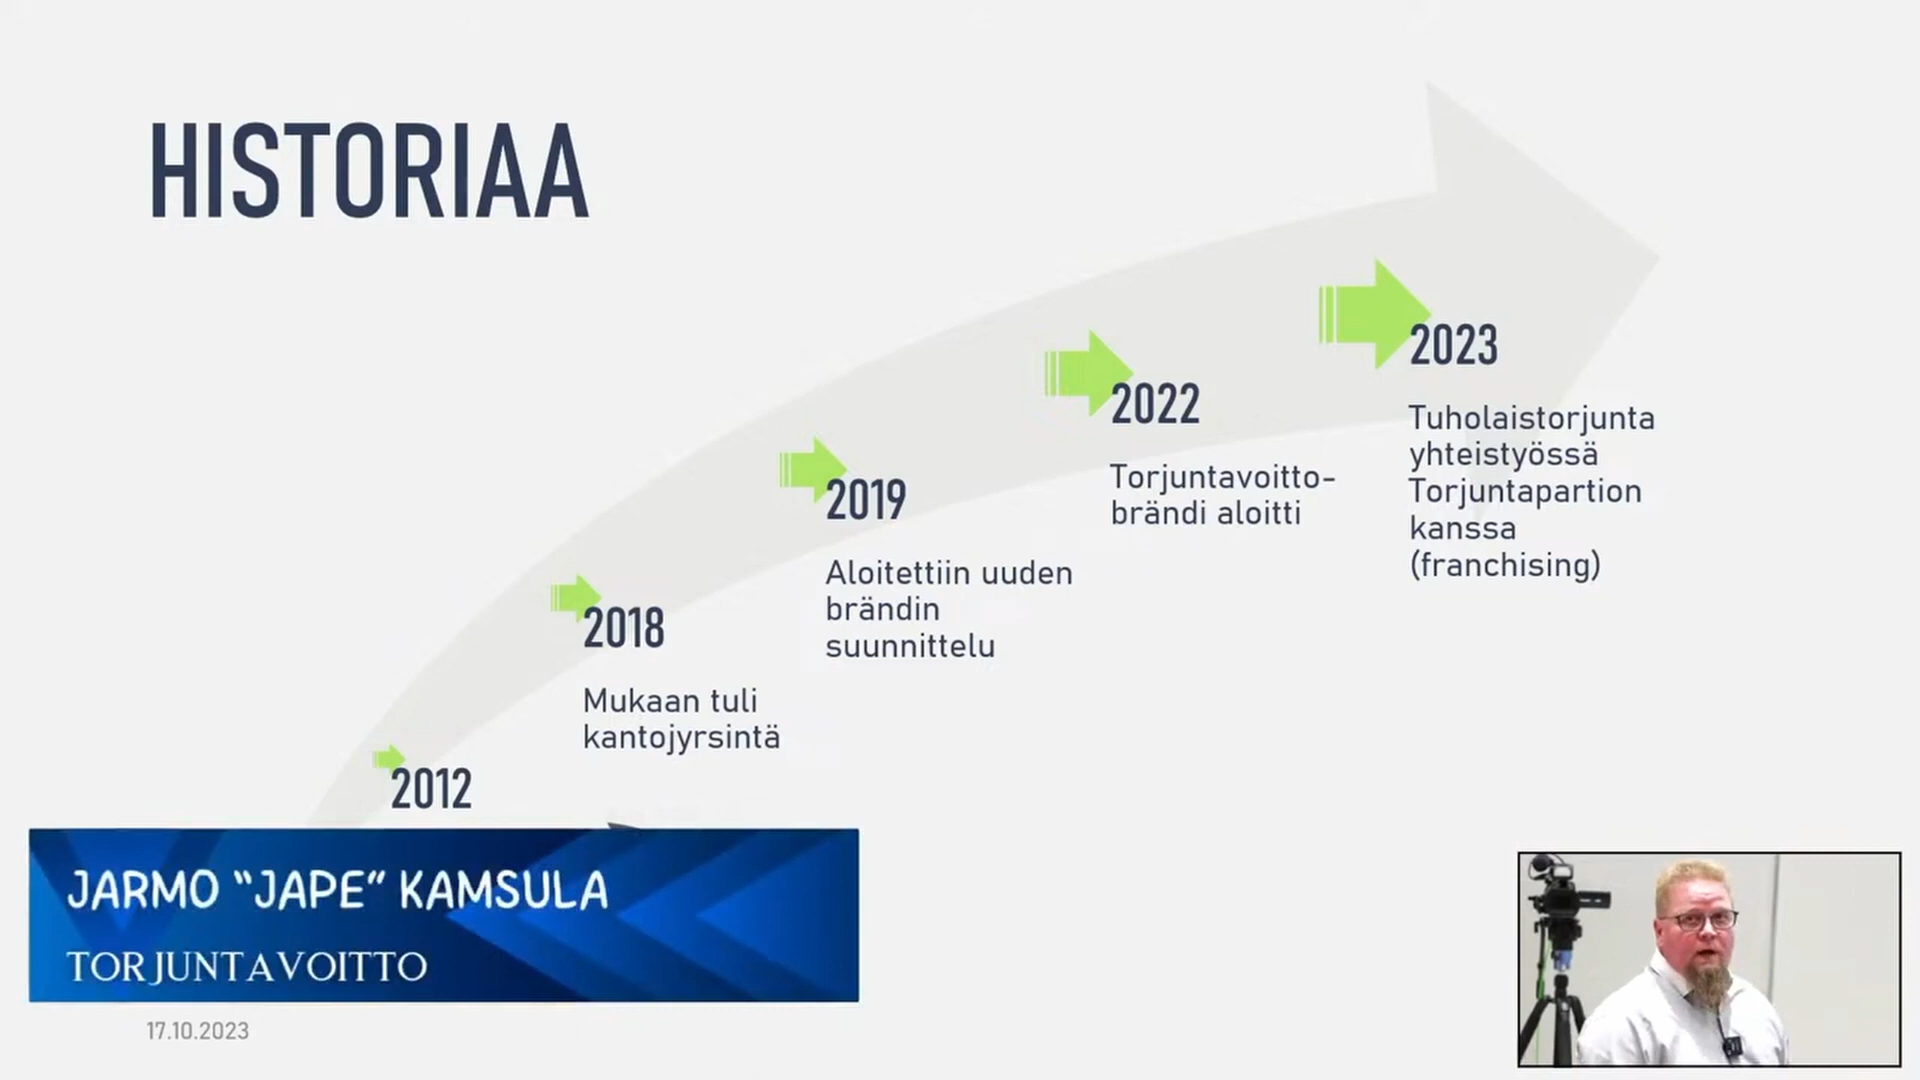 HISTORIAA
2012
2018
Mukaan tuli
kantojyrsintä
2019
Aloitettiin uuden
brändin
suunnittelu
2022
Torjuntavoitto-
brändi aloitti
2023
Tuholaistorjunta
yhteistyössä
Torjuntapartion
kanssa
(franchising)
JARMO “JAPE” KAMSULA
TORJUNTAVOITTO
17.10.2023